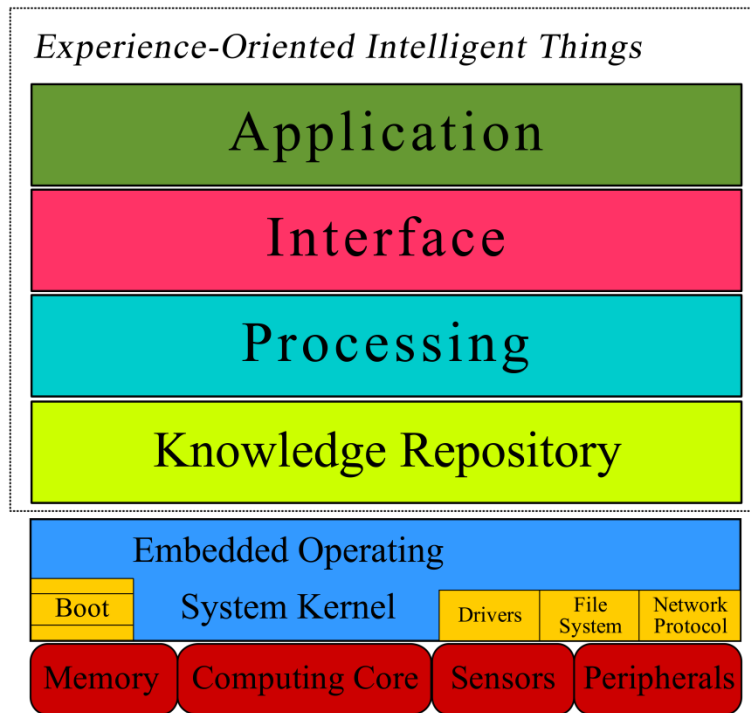 Experience-Oriented Intelligent Things
Application
Interface
Processing
Knowledge Repository
Embedded Operating
System Kernel
Boot
Drivers
File
System
Network
Protocol
Memory
Computing Core
Sensors
Peripherals